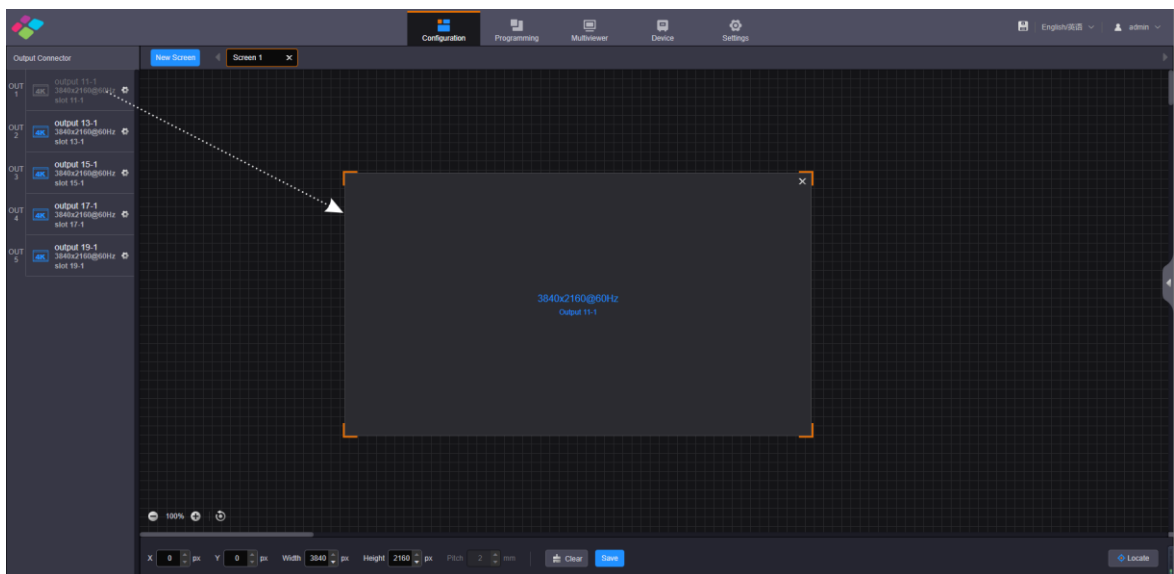 Configuration
Programming
Multiviewer
Device
Settings
English/英语
admin
Output Connector
New Screen
Screen 1
OUT 1
4K
output 11-1
3840x2160@60Hz
slot 11-1
OUT 2
4K
output 13-1
3840x2160@60Hz
slot 13-1
OUT 3
4K
output 15-1
3840x2160@60Hz
slot 15-1
OUT 4
4K
output 17-1
3840x2160@60Hz
slot 17-1
OUT 5
4K
output 19-1
3840x2160@60Hz
slot 19-1
3840x2160@60Hz
Output 11-1
100%
X 0 px Y 0 px Width 3840 px Height 2160 px Pitch 2 mm Clear Save Locate